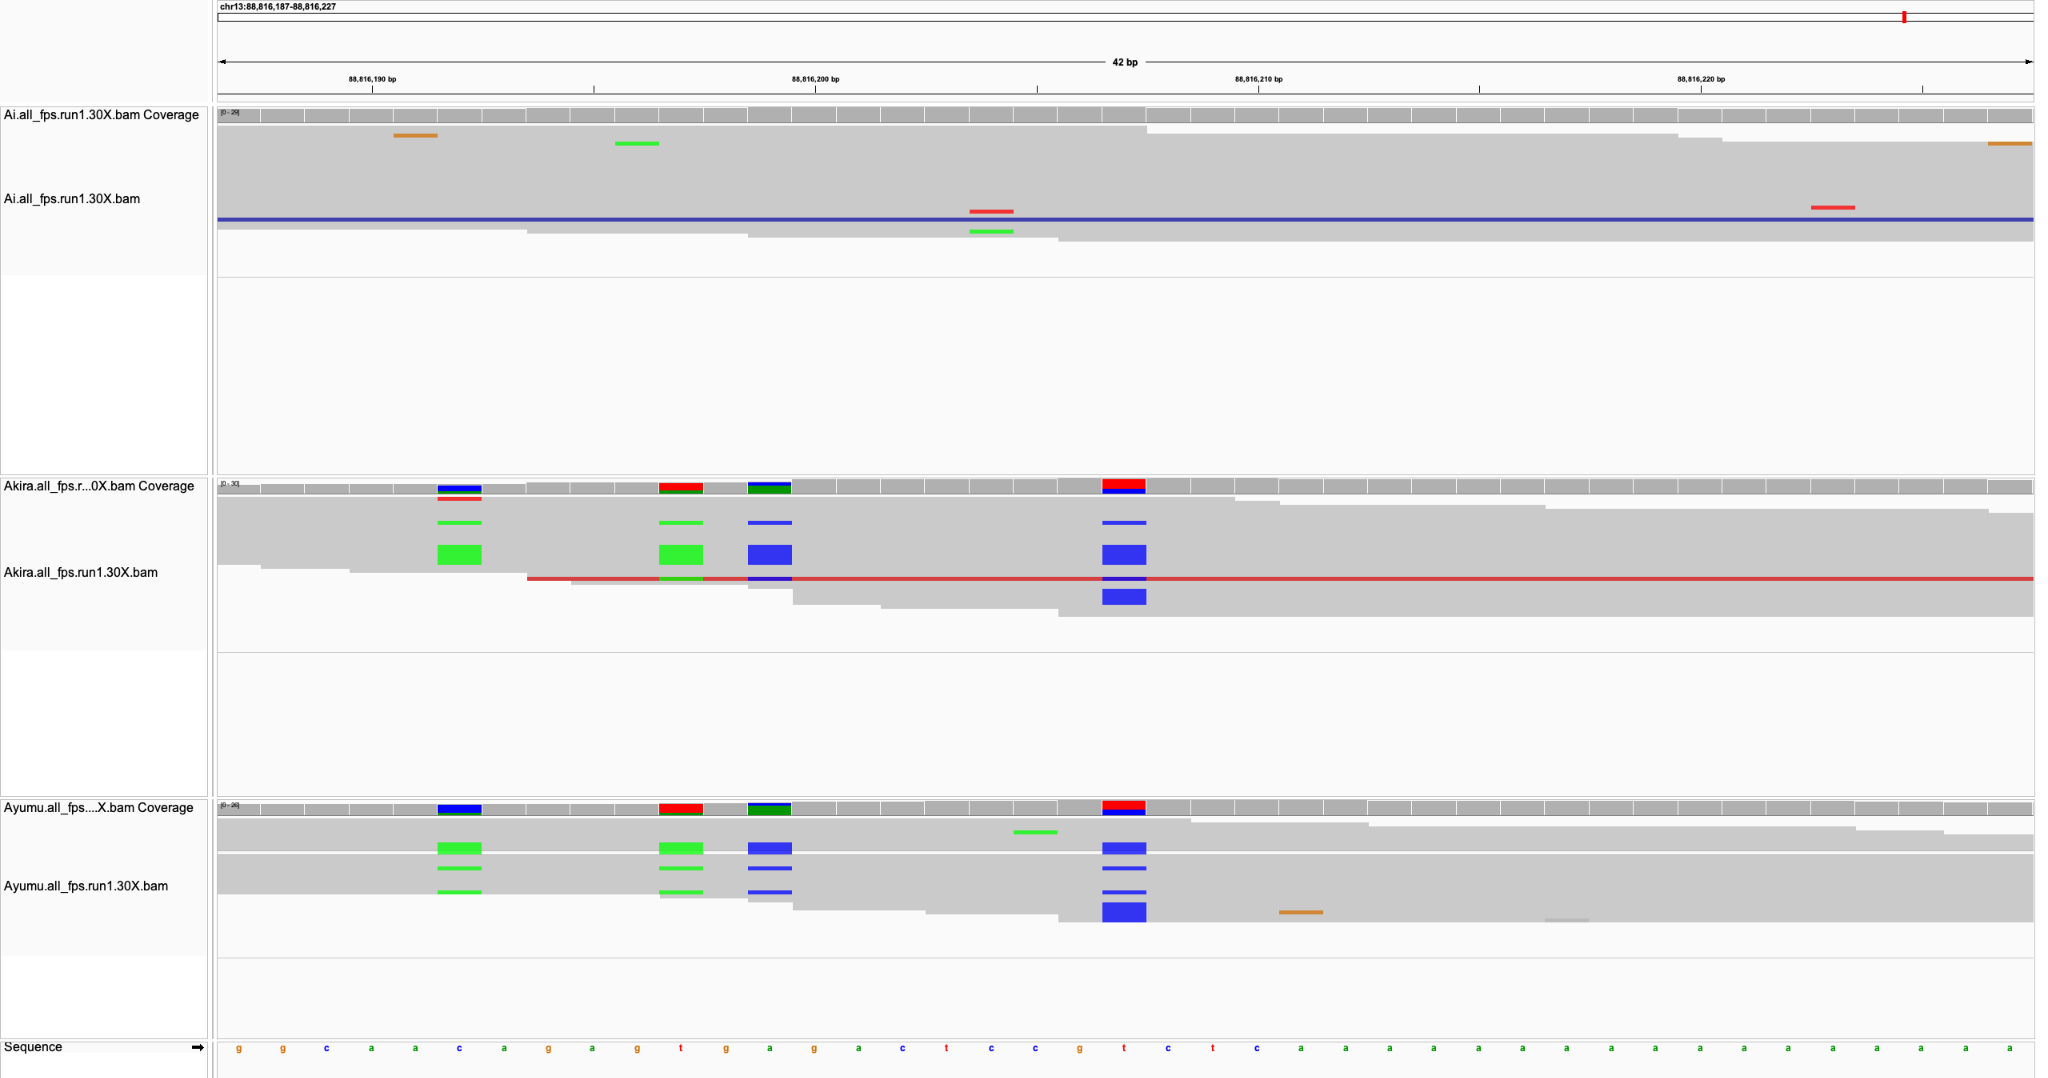 chr13:88,816,187-88,816,227
42 bp
88,816,190 bp 88,816,200 bp 88,816,210 bp 88,816,220 bp
Ai.all_fps.run1.30X.bam Coverage
[0 - 29]
Ai.all_fps.run1.30X.bam
Akira.all_fps.r...0X.bam Coverage
[0 - 30]
Akira.all_fps.run1.30X.bam
Ayumu.all_fps....X.bam Coverage
[0 - 26]
Ayumu.all_fps.run1.30X.bam
Sequence g g c a a c a g a g t g a g a c t c c g t c t c a a a a a a a a a a a a a a a a a